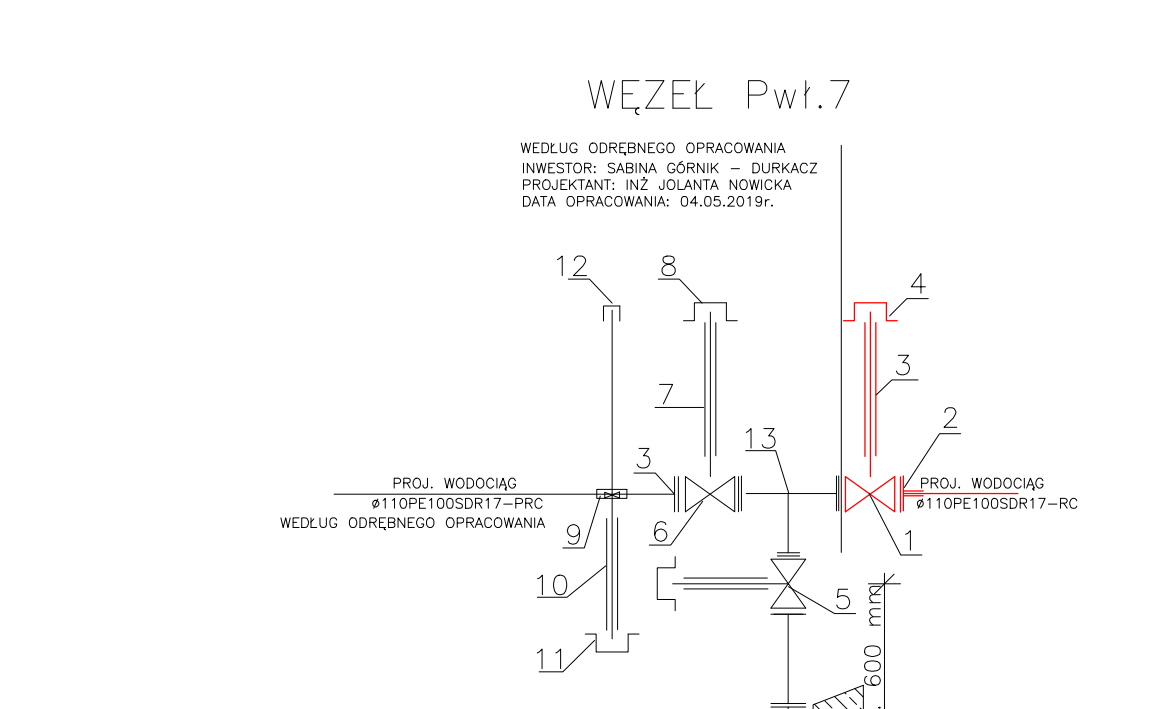 WĘZEŁ Pwł.7
WEDŁUG ODRĘBNEGO OPRACOWANIA
INWESTOR: SABINA GÓRNIK – DURKACZ
PROJEKTANT: INŻ JOLANTA NOWICKA
DATA OPRACOWANIA: 04.05.2019r.
12
8
4
3
7
2
13
3
PROJ. WODOCIĄG
ø110PE100SDR17–PRC
WEDŁUG ODRĘBNEGO OPRACOWANIA
PROJ. WODOCIĄG
ø110PE100SDR17–RC
9
6
1
10
5
11
600 mm